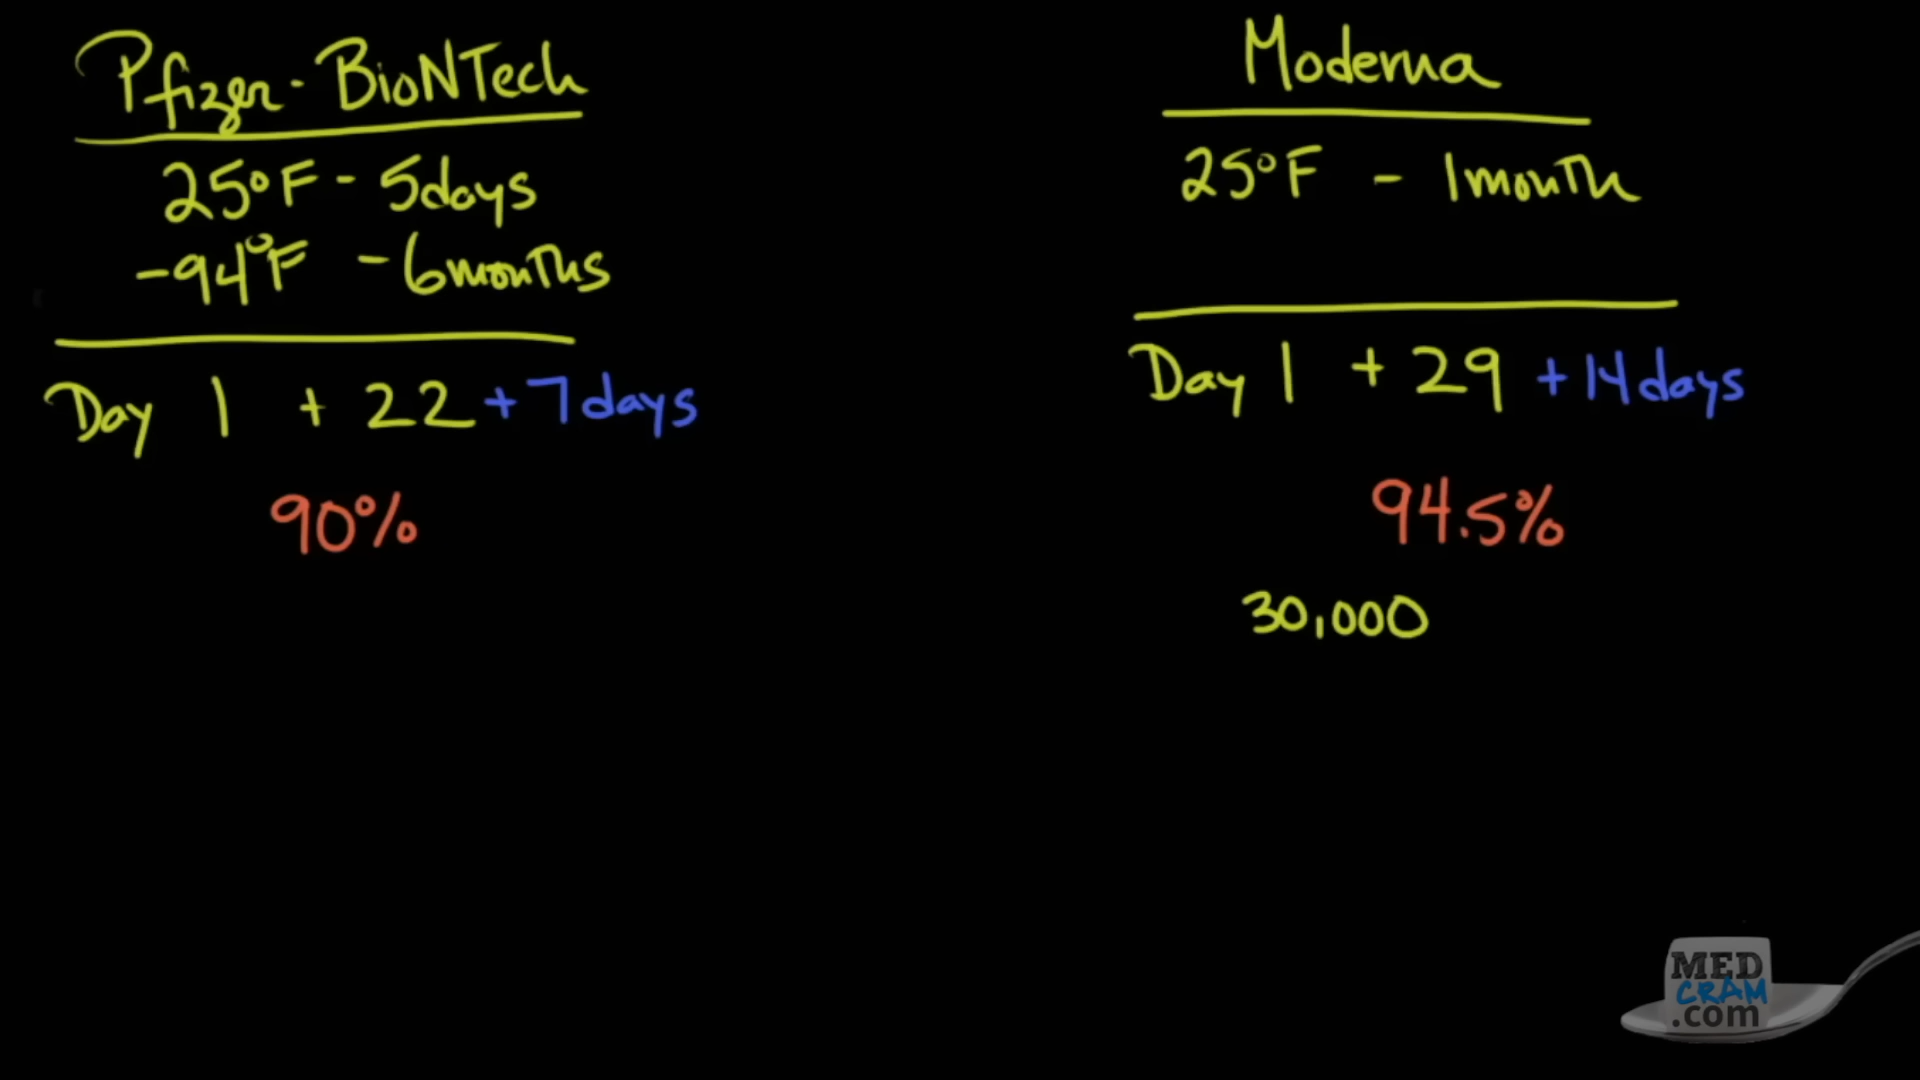 Pfizer-BioNTech
25°F - 5days
-94°F - 6months
Day 1 + 22 + 7days
90%
Moderna
25°F - 1month
Day 1 + 29 + 14days
94.5%
30,000
MED
CRAM
.com